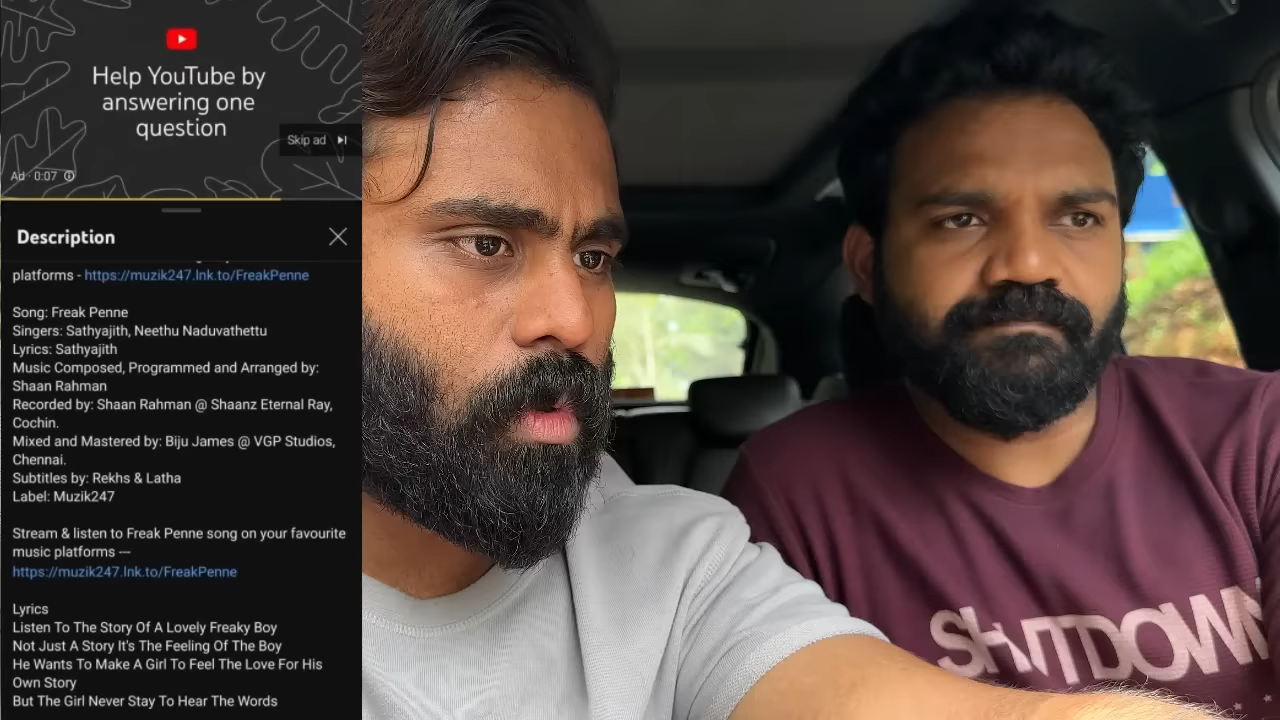 Help YouTube by
answering one
question
Skip ad
Ad · 0:07
Description
platforms - https://muzik247.lnk.to/FreakPenne
Song: Freak Penne
Singers: Sathyajith, Neethu Naduvathettu
Lyrics: Sathyajith
Music Composed, Programmed and Arranged by:
Shaan Rahman
Recorded by: Shaan Rahman @ Shaanz Eternal Ray,
Cochin.
Mixed and Mastered by: Biju James @ VGP Studios,
Chennai.
Subtitles by: Rekhs & Latha
Label: Muzik247
Stream & listen to Freak Penne song on your favourite
music platforms ---
https://muzik247.lnk.to/FreakPenne
Lyrics
Listen To The Story Of A Lovely Freaky Boy
Not Just A Story It's The Feeling Of The Boy
He Wants To Make A Girl To Feel The Love For His
Own Story
But The Girl Never Stay To Hear The Words
SHUTDOWN